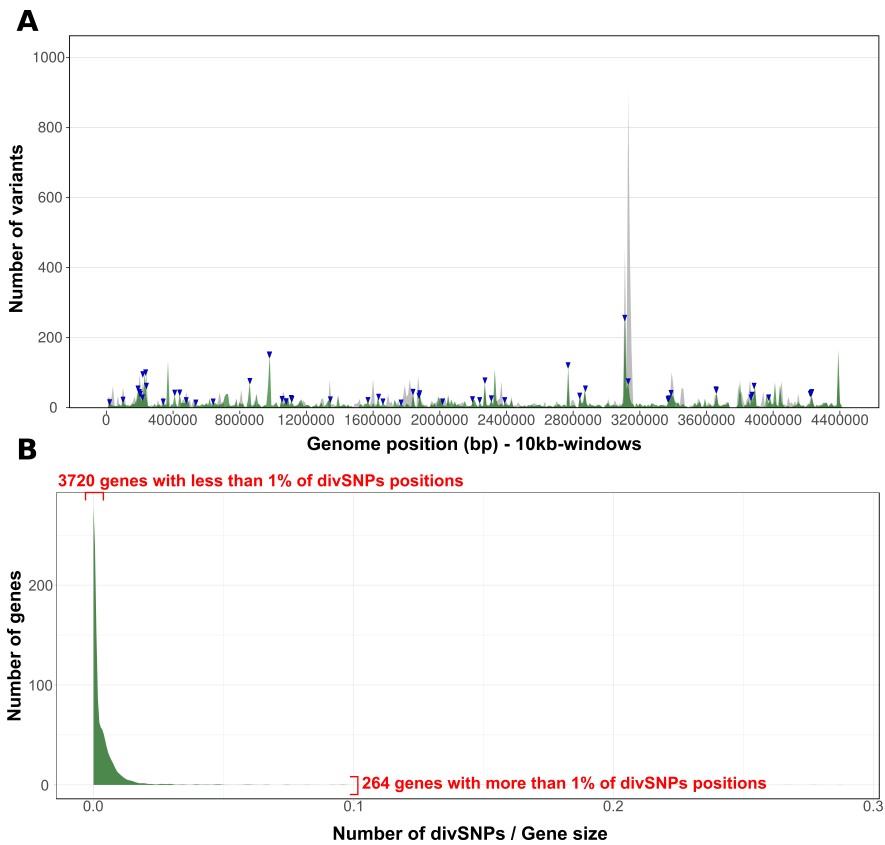 A
Number of variants
1000
800
600
400
200
0
0 400000 800000 1200000 1600000 2000000 2400000 2800000 3200000 3600000 4000000 4400000
Genome position (bp) - 10kb-windows
B
3720 genes with less than 1% of divSNPs positions
Number of genes
200
100
0
264 genes with more than 1% of divSNPs positions
0.0 0.1 0.2 0.3
Number of divSNPs / Gene size